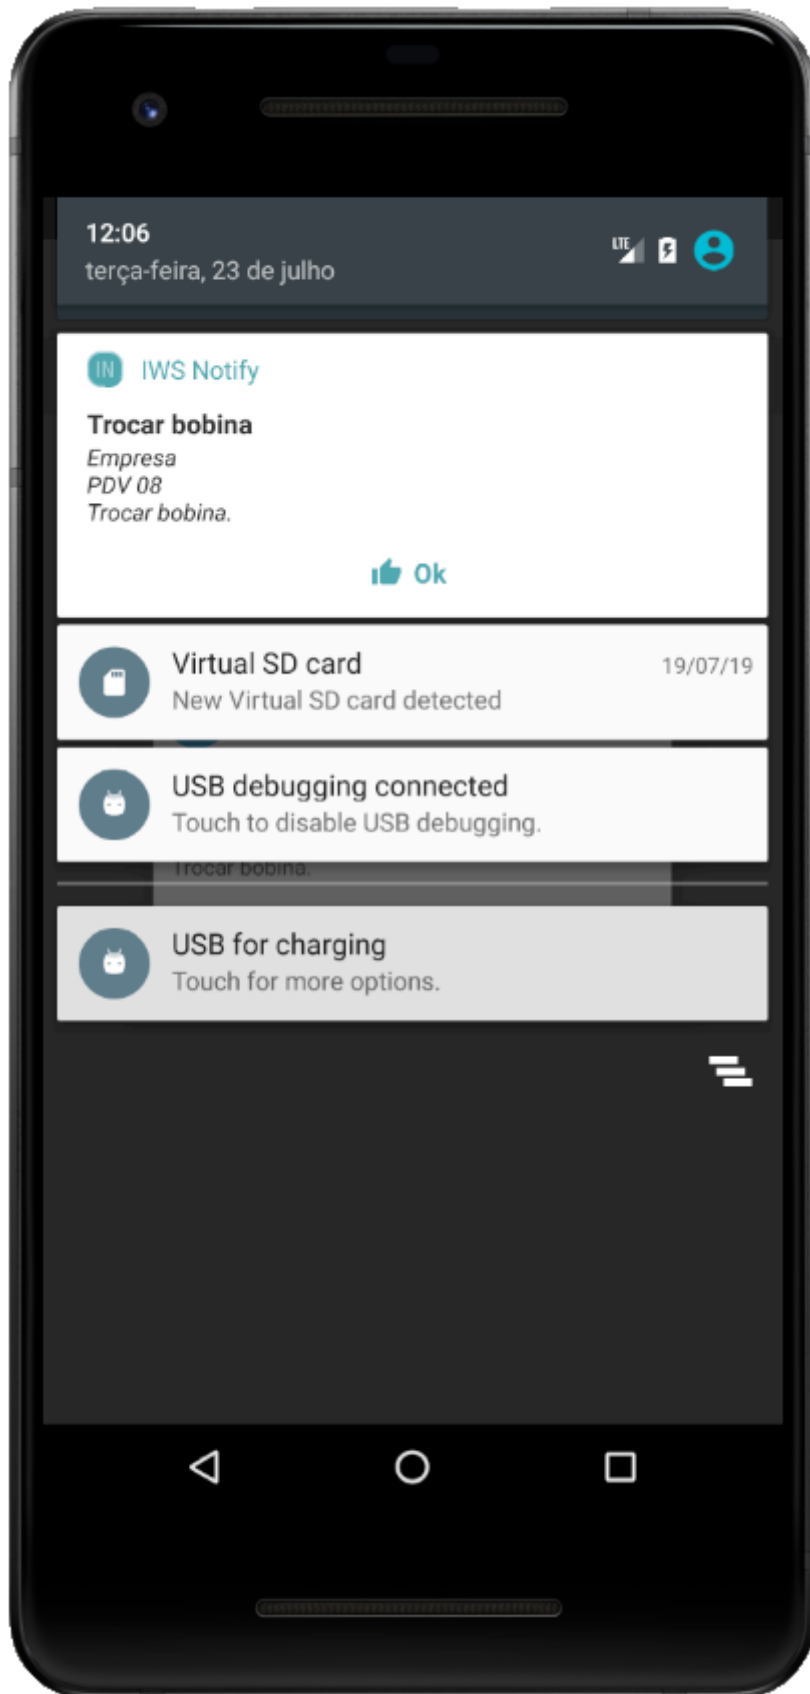 12:06
terça-feira, 23 de julho
LTE
IN IWS Notify
Trocar bobina
Empresa
PDV 08
Trocar bobina.
Ok
Virtual SD card 19/07/19
New Virtual SD card detected
USB debugging connected
Touch to disable USB debugging.
Trocar bobina.
USB for charging
Touch for more options.